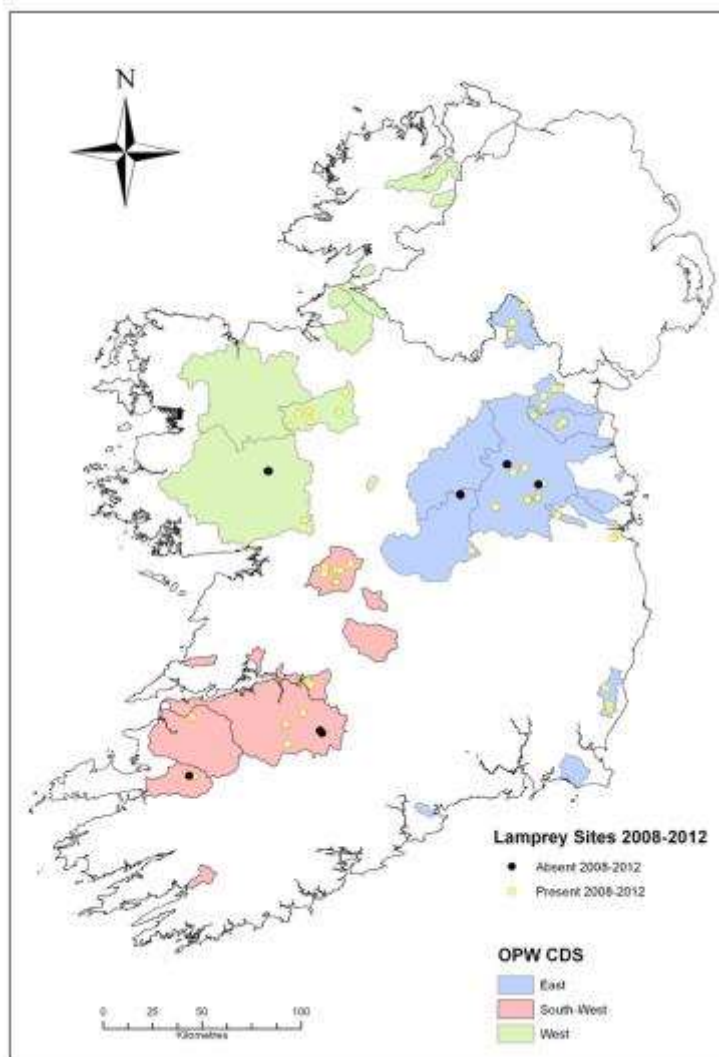 N
Lamprey Sites 2008-2012
Absent 2008-2012
Present 2008-2012
OPW CDS
East
South-West
West
0 25 50 100
Kilometres